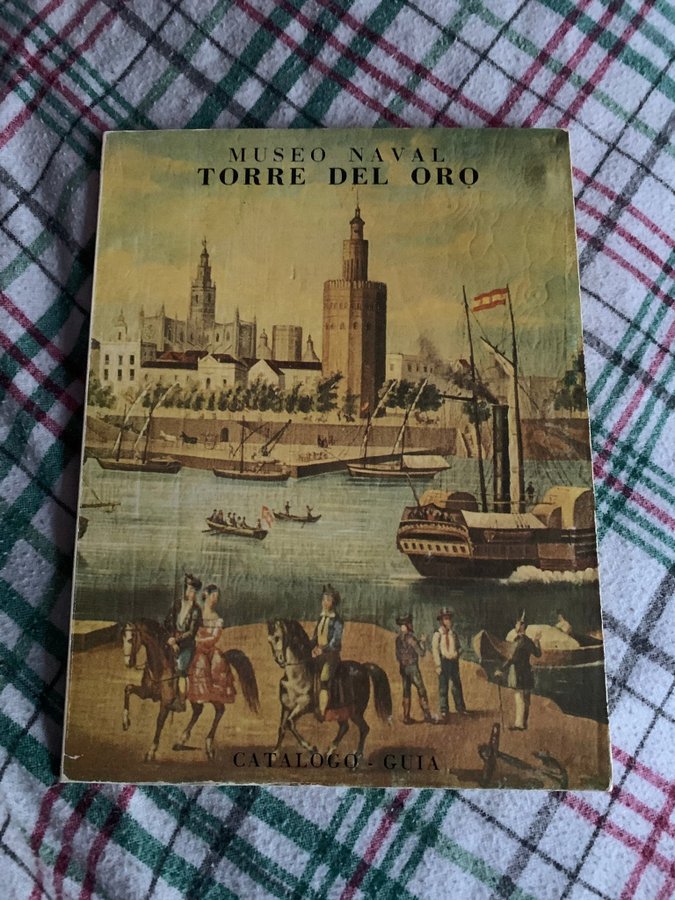 MUSEO NAVAL
TORRE DEL ORO
CATALOGO - GUIA